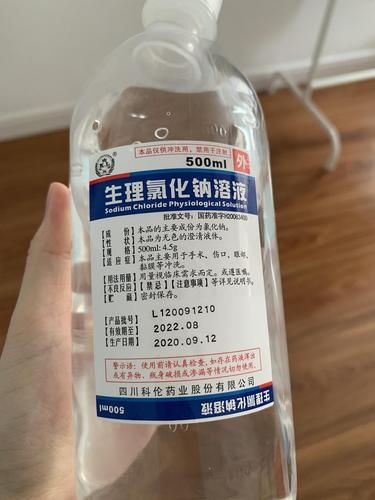 本品仅供冲洗用，禁用于注射
500ml
外
生理氯化钠溶液
Sodium Chloride Physiological Solution
批准文号：国药准字H20083400
【成 份】本品的主要成份为氯化钠。
【性 状】本品为无色的澄清液体。
【规 格】500ml:4.5g
【适 应 症】本品主要用于手术、伤口、眼部、
黏膜等冲洗。
【用法用量】用量视临床需求而定。或遵医嘱。
【不良反应】【禁忌】【注意事项】等详见说明书。
【贮 藏】密封保存。
【产品批号】L120091210
【有效期至】2022.08
【生产日期】2020.09.12
警示语：使用前请认真检查，如存在药液浑浊
或有异物、瓶身破损或渗漏等情况切勿使用。
四川科伦药业股份有限公司
500ml
生理氯化钠溶液